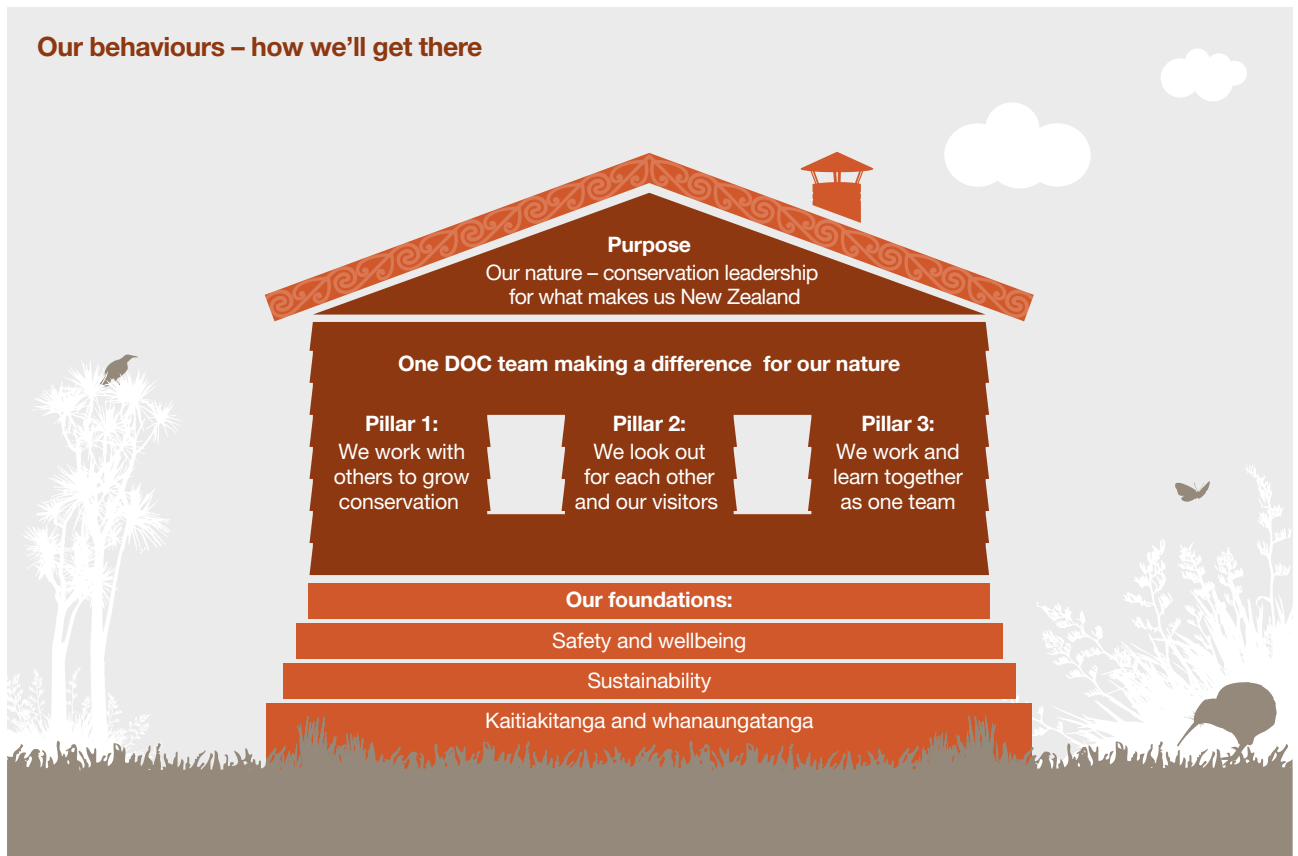 Our behaviours – how we’ll get there
Purpose
Our nature – conservation leadership
for what makes us New Zealand
One DOC team making a difference for our nature
Pillar 1:
We work with
others to grow
conservation
Pillar 2:
We look out
for each other
and our visitors
Pillar 3:
We work and
learn together
as one team
Our foundations:
Safety and wellbeing
Sustainability
Kaitiakitanga and whanaungatanga